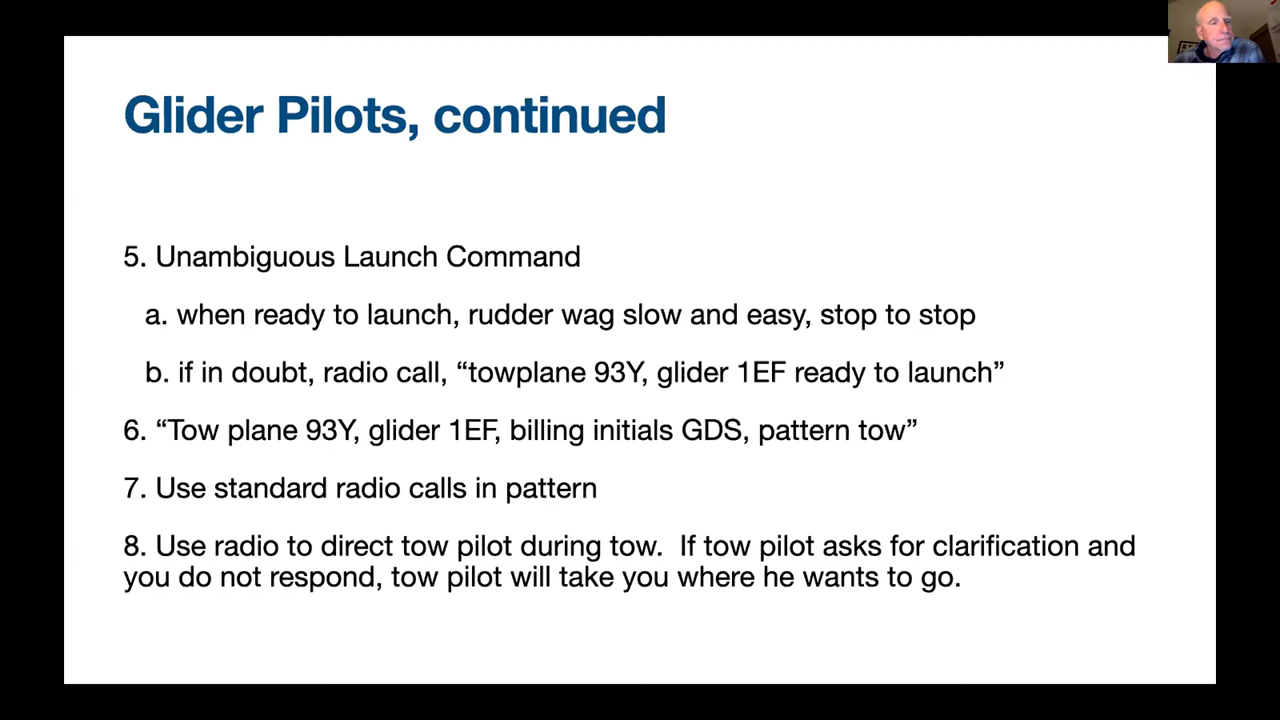 Glider Pilots, continued
5. Unambiguous Launch Command
a. when ready to launch, rudder wag slow and easy, stop to stop
b. if in doubt, radio call, “towplane 93Y, glider 1EF ready to launch”
6. “Tow plane 93Y, glider 1EF, billing initials GDS, pattern tow”
7. Use standard radio calls in pattern
8. Use radio to direct tow pilot during tow.  If tow pilot asks for clarification and
you do not respond, tow pilot will take you where he wants to go.